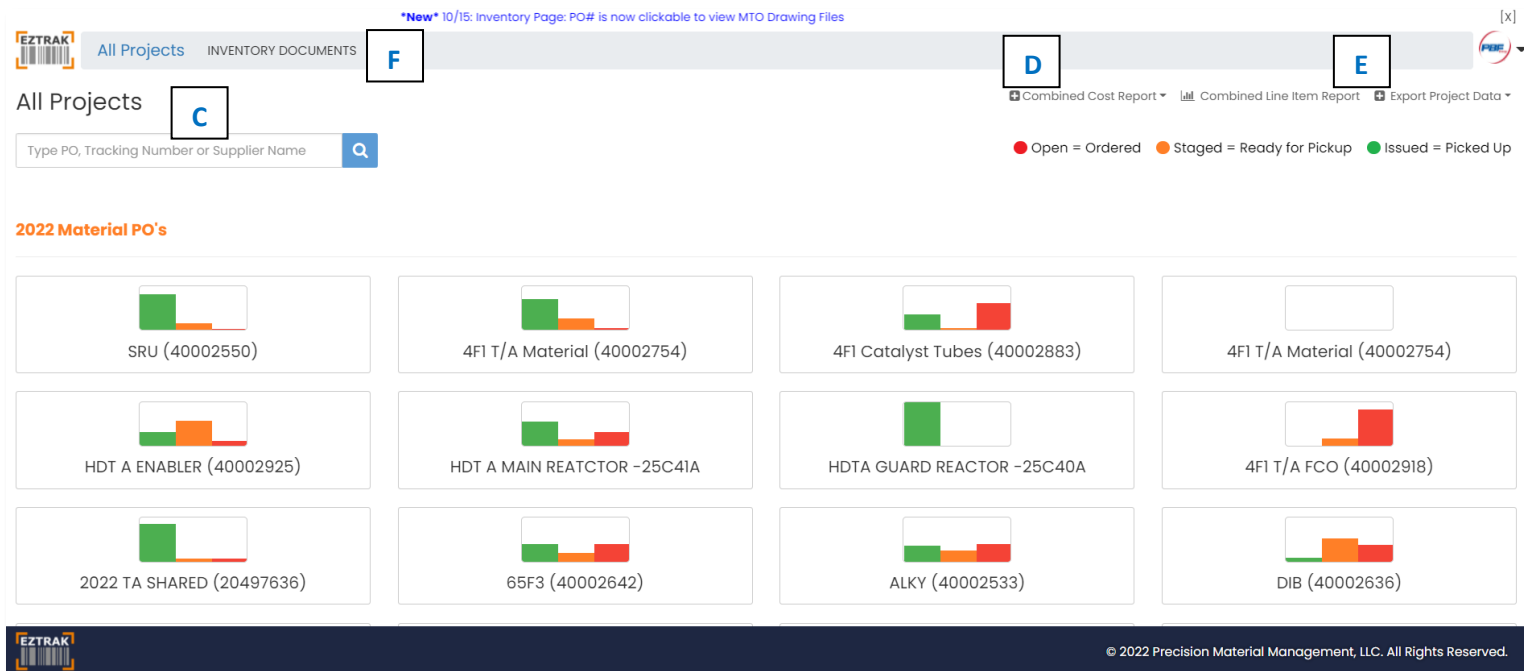 *New* 10/15: Inventory Page: PO# is now clickable to view MTO Drawing Files
[X]
EZTRAK
All Projects INVENTORY DOCUMENTS F D E PBF
All Projects C
Combined Cost Report Combined Line Item Report Export Project Data
Type PO, Tracking Number or Supplier Name
Open = Ordered Staged = Ready for Pickup Issued = Picked Up
2022 Material PO's
SRU (40002550) 4F1 T/A Material (40002754) 4F1 Catalyst Tubes (40002883) 4F1 T/A Material (40002754)
HDT A ENABLER (40002925) HDT A MAIN REATCTOR -25C41A HDTA GUARD REACTOR -25C40A 4F1 T/A FCO (40002918)
2022 TA SHARED (20497636) 65F3 (40002642) ALKY (40002533) DIB (40002636)
EZTRAK
© 2022 Precision Material Management, LLC. All Rights Reserved.